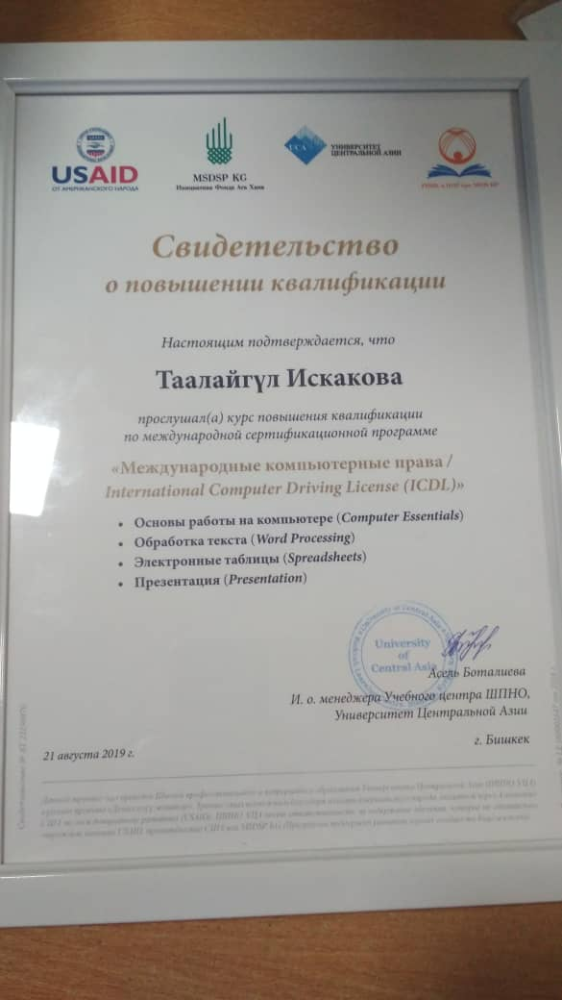 USAID
ОТ АМЕРИКАНСКОГО НАРОДА
MSDSP KG
Инициатива Фонда Ага Хана
UCA
УНИВЕРСИТЕТ
ЦЕНТРАЛЬНОЙ АЗИИ
Свидетельство
о повышении квалификации
Настоящим подтверждается, что
Таалайгүл Искакова
прослушал(а) курс повышения квалификации
по международной сертификационной программе
«Международные компьютерные права /
International Computer Driving License (ICDL)»
• Основы работы на компьютере (Computer Essentials)
• Обработка текста (Word Processing)
• Электронные таблицы (Spreadsheets)
• Презентация (Presentation)
University
of
Central Asia
Асель Боталиева
И. о. менеджера Учебного центра ШПНО,
Университет Центральной Азии
г. Бишкек
21 августа 2019 г.